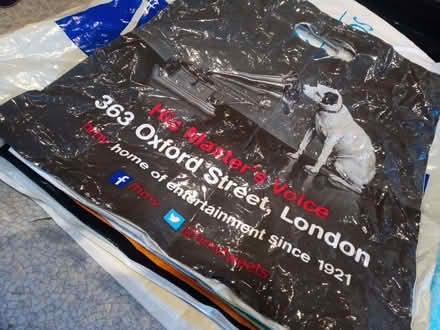 His Master's Voice
363 Oxford Street, London
hmv home of entertainment since 1921